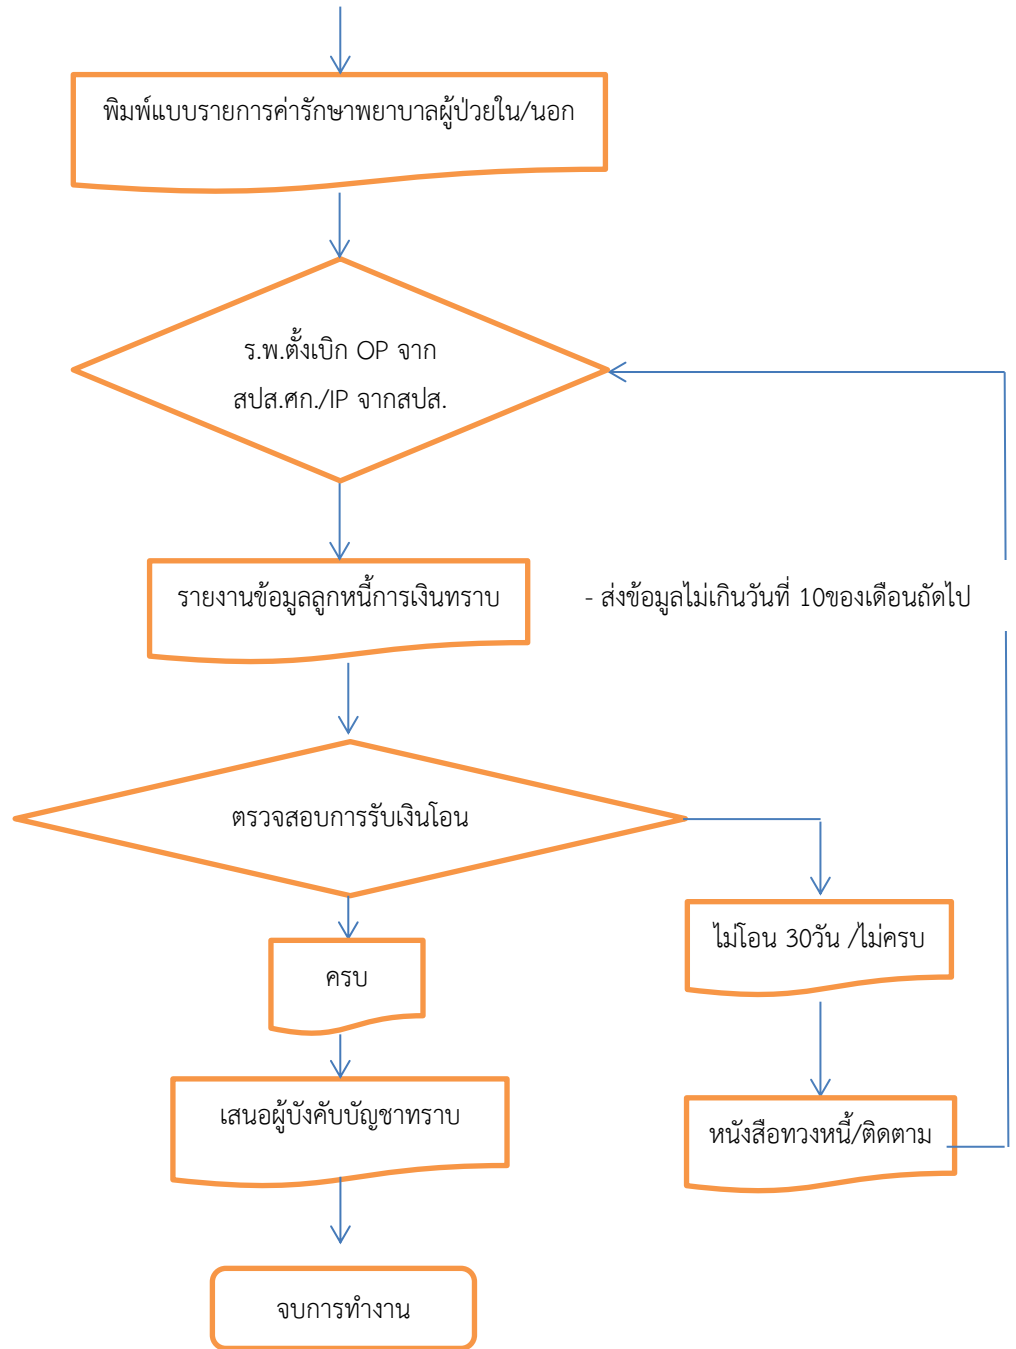 พิมพ์แบบรายการค่ารักษาพยาบาลผู้ป่วยใน/นอก
ร.พ.ตั้งเบิก OP จาก
สปส.ศก./IP จากสปส.
รายงานข้อมูลลูกหนี้การเงินทราบ
- ส่งข้อมูลไม่เกินวันที่ 10ของเดือนถัดไป
ตรวจสอบการรับเงินโอน
ไม่โอน 30วัน /ไม่ครบ
ครบ
เสนอผู้บังคับบัญชาทราบ
หนังสือทวงหนี้/ติดตาม
จบการทำงาน